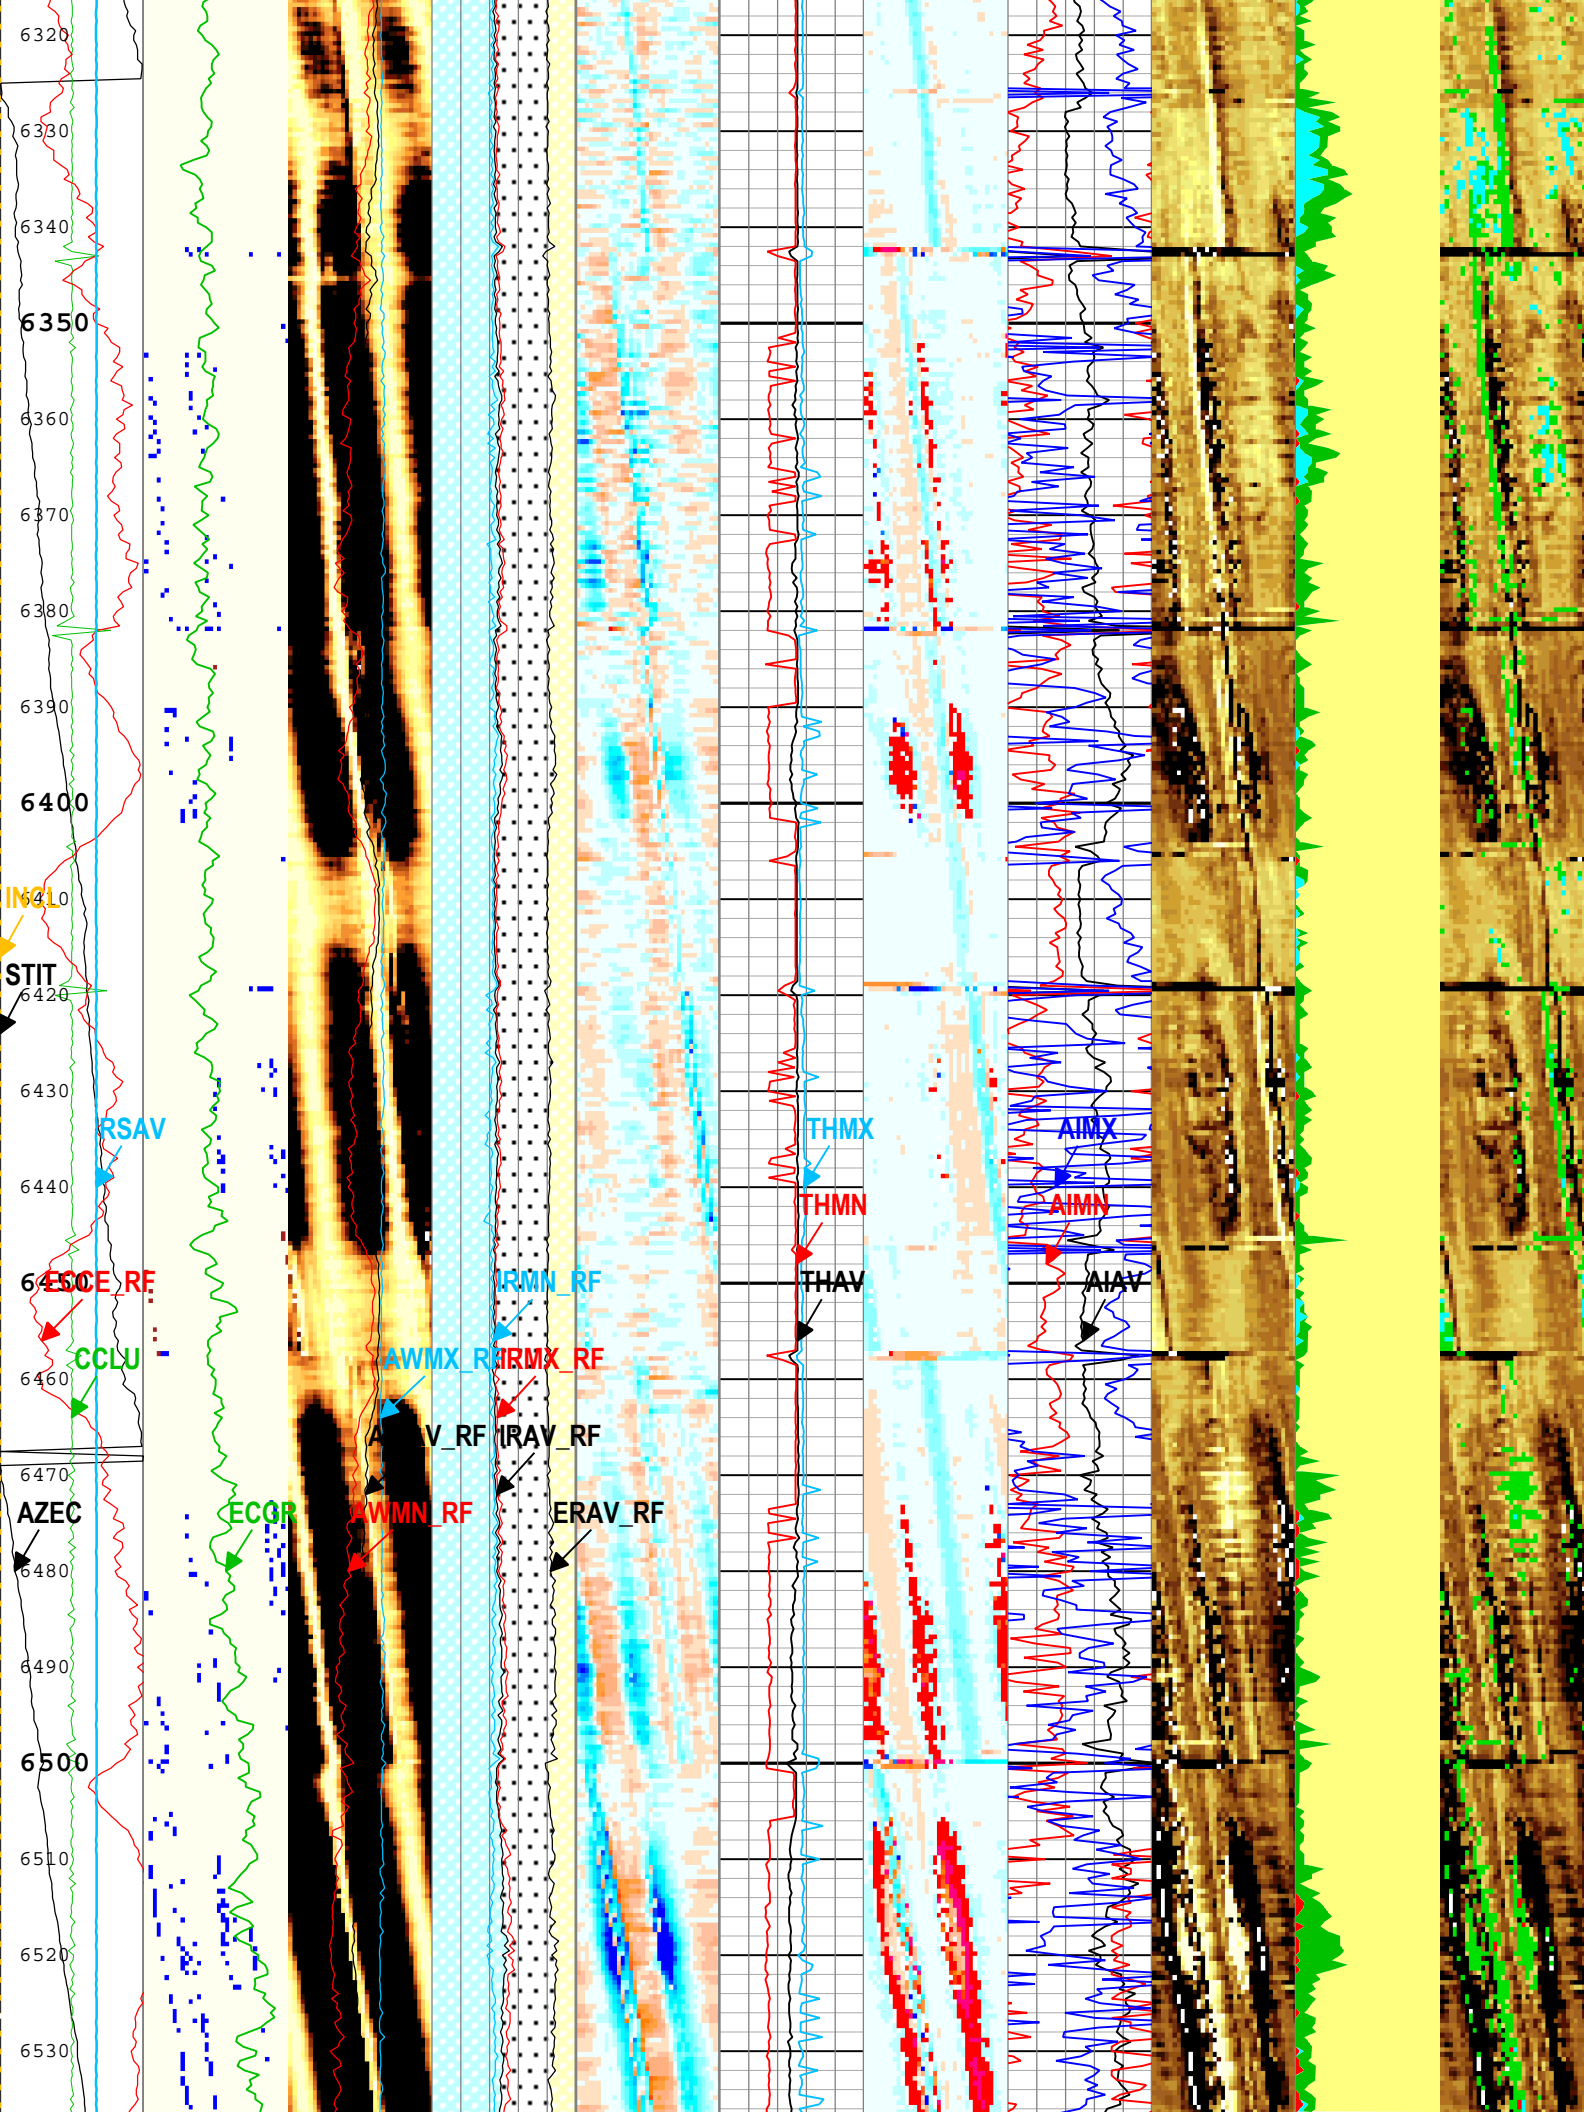 6320
6330
6340
6350
6360
6370
6380
6390
6400
INCL 6410
STIT
6420
6430
RSAV THMX AIMX
6440
THMN AIMN
6450 ECCE_RF IRMN_RF THAV AIAV
CCLU AWMX_RF IRMX_RF
6460
AWAV_RF IRAV_RF
6470
AZEC ECGR AWMN_RF ERAV_RF
6480
6490
6500
6510
6520
6530